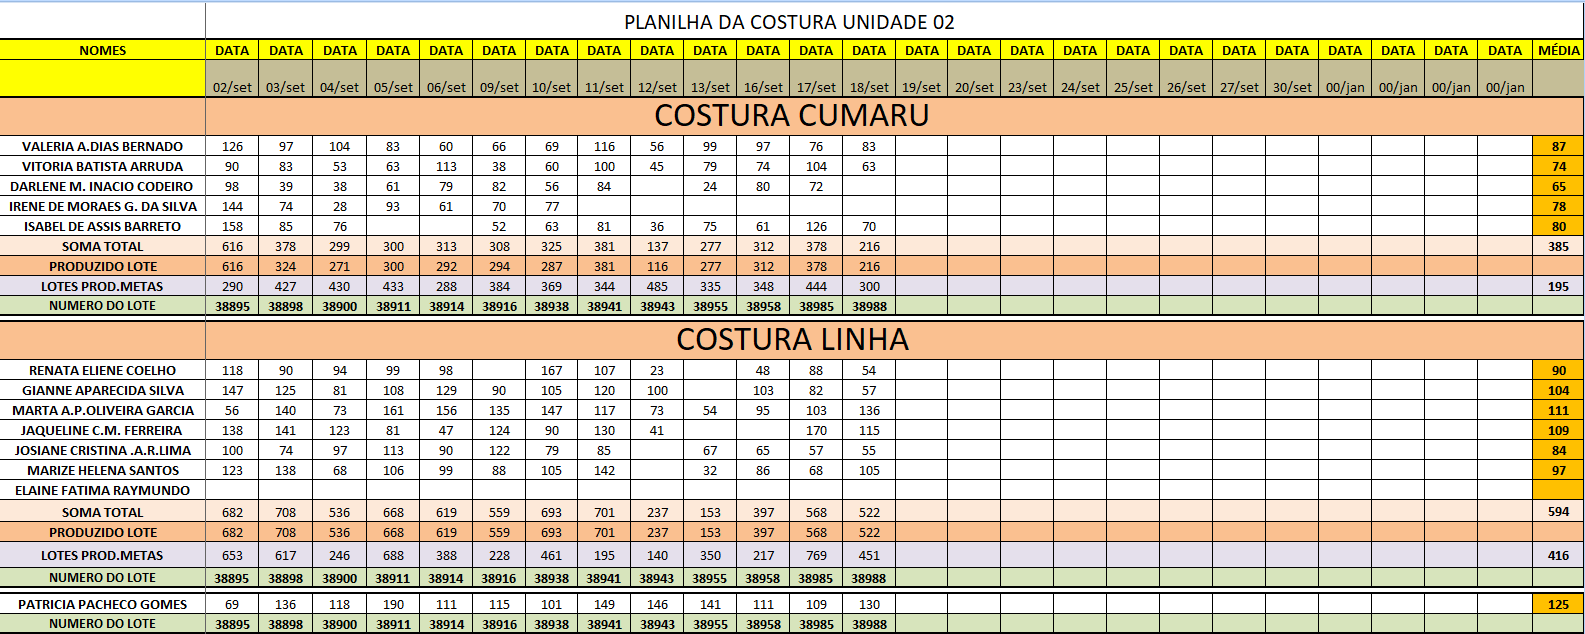 PLANILHA DA COSTURA UNIDADE 02
NOMES DATA DATA DATA DATA DATA DATA DATA DATA DATA DATA DATA DATA DATA DATA DATA DATA DATA DATA DATA DATA DATA DATA DATA DATA DATA MÉDIA
02/set 03/set 04/set 05/set 06/set 09/set 10/set 11/set 12/set 13/set 16/set 17/set 18/set 19/set 20/set 23/set 24/set 25/set 26/set 27/set 30/set 00/jan 00/jan 00/jan 00/jan
COSTURA CUMARU
VALERIA A.DIAS BERNADO 126 97 104 83 60 66 69 116 56 99 97 76 83 87
VITORIA BATISTA ARRUDA 90 83 53 63 113 38 60 100 45 79 74 104 63 74
DARLENE M. INACIO CODEIRO 98 39 38 61 79 82 56 84 24 80 72 65
IRENE DE MORAES G. DA SILVA 144 74 28 93 61 70 77 78
ISABEL DE ASSIS BARRETO 158 85 76 52 63 81 36 75 61 126 70 80
SOMA TOTAL 616 378 299 300 313 308 325 381 137 277 312 378 216 385
PRODUZIDO LOTE 616 324 271 300 292 294 287 381 116 277 312 378 216
LOTES PROD.METAS 290 427 430 433 288 384 369 344 485 335 348 444 300 195
NUMERO DO LOTE 38895 38898 38900 38911 38914 38916 38938 38941 38943 38955 38958 38985 38988
COSTURA LINHA
RENATA ELIENE COELHO 118 90 94 99 98 167 107 23 48 88 54 90
GIANNE APARECIDA SILVA 147 125 81 108 129 90 105 120 100 103 82 57 104
MARTA A.P.OLIVEIRA GARCIA 56 140 73 161 156 135 147 117 73 54 95 103 136 111
JAQUELINE C.M. FERREIRA 138 141 123 81 47 124 90 130 41 170 115 109
JOSIANE CRISTINA .A.R.LIMA 100 74 97 113 90 122 79 85 67 65 57 55 84
MARIZE HELENA SANTOS 123 138 68 106 99 88 105 142 32 86 68 105 97
ELAINE FATIMA RAYMUNDO
SOMA TOTAL 682 708 536 668 619 559 693 701 237 153 397 568 522 594
PRODUZIDO LOTE 682 708 536 668 619 559 693 701 237 153 397 568 522
LOTES PROD.METAS 653 617 246 688 388 228 461 195 140 350 217 769 451 416
NUMERO DO LOTE 38895 38898 38900 38911 38914 38916 38938 38941 38943 38955 38958 38985 38988
PATRICIA PACHECO GOMES 69 136 118 190 111 115 101 149 146 141 111 109 130 125
NUMERO DO LOTE 38895 38898 38900 38911 38914 38916 38938 38941 38943 38955 38958 38985 38988